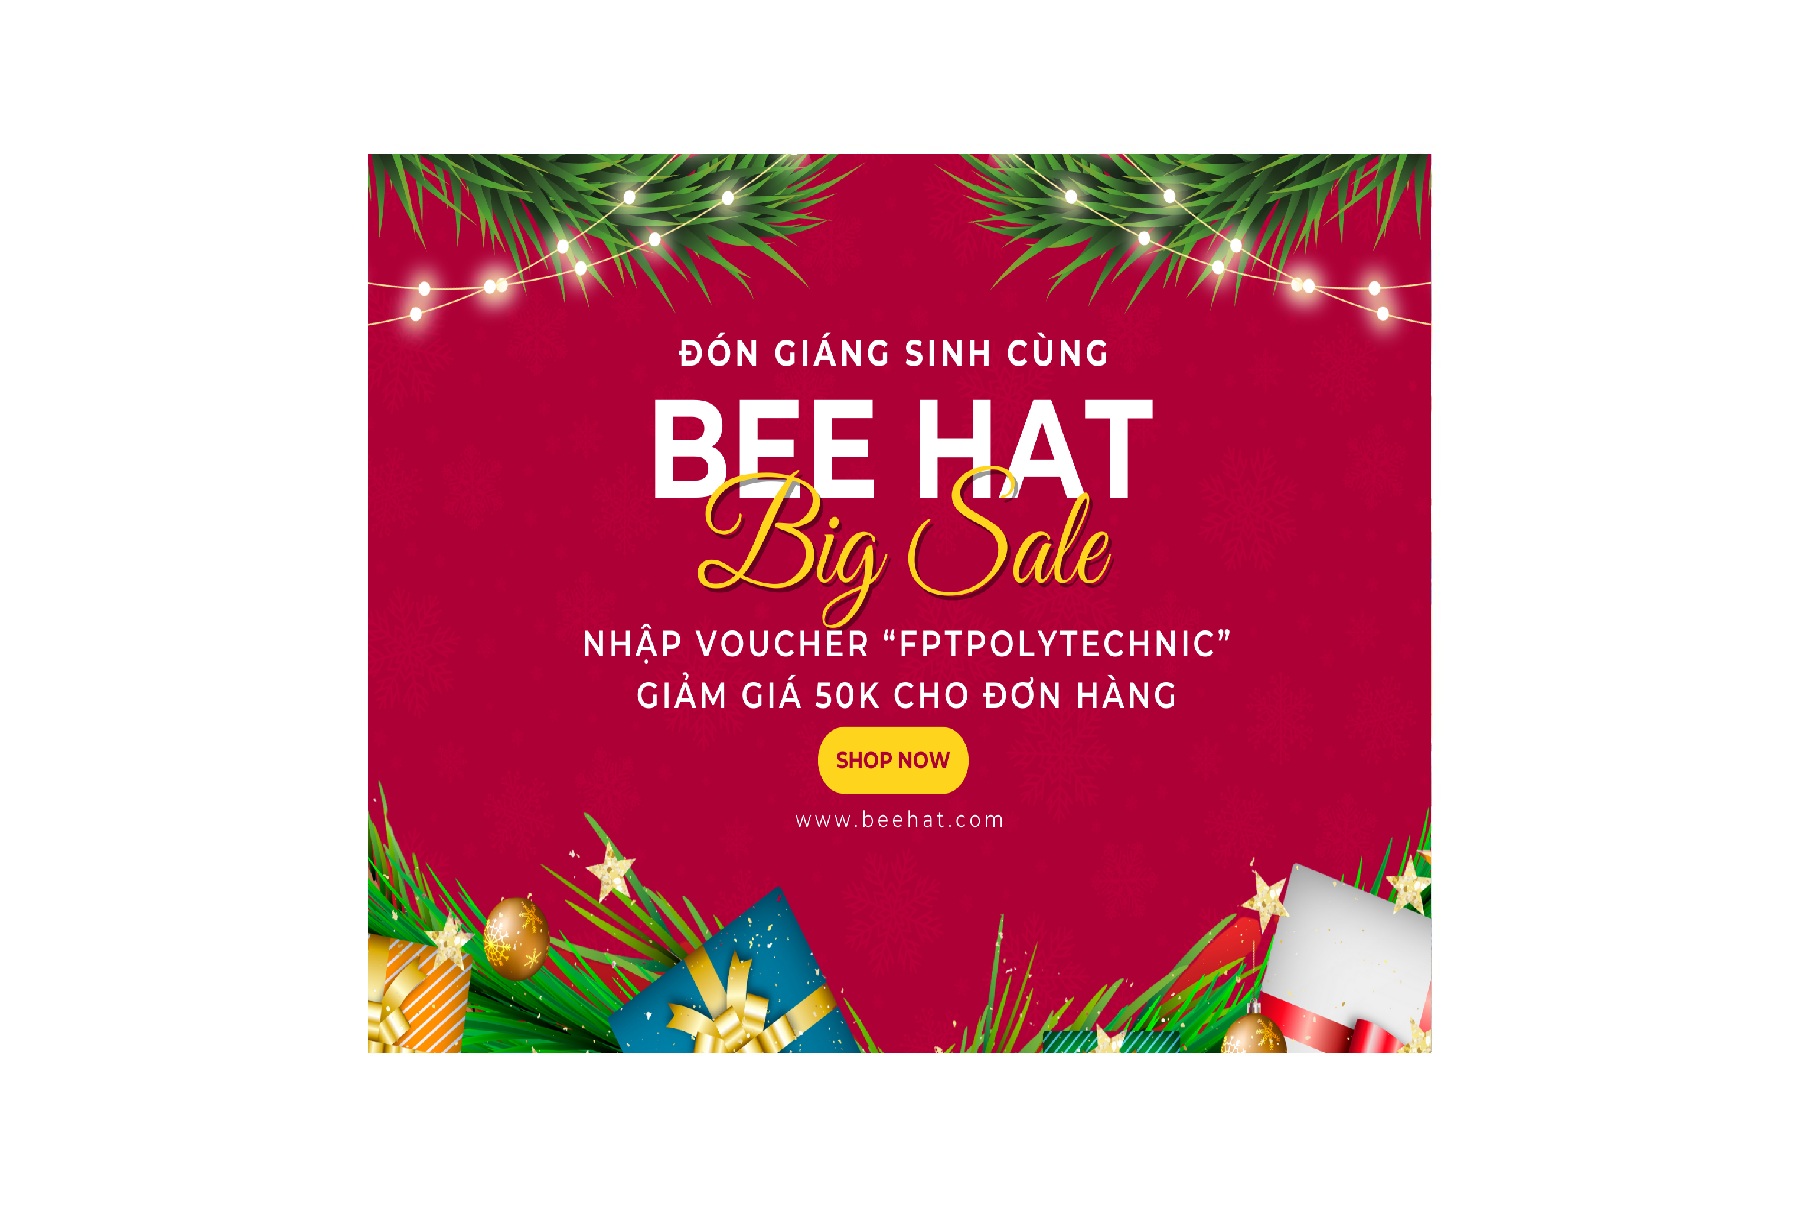 ĐÓN GIÁNG SINH CÙNG
BEE HAT
Big Sale
NHẬP VOUCHER “FPTPOLYTECHNIC”
GIẢM GIÁ 50K CHO ĐƠN HÀNG
SHOP NOW
www.beehat.com